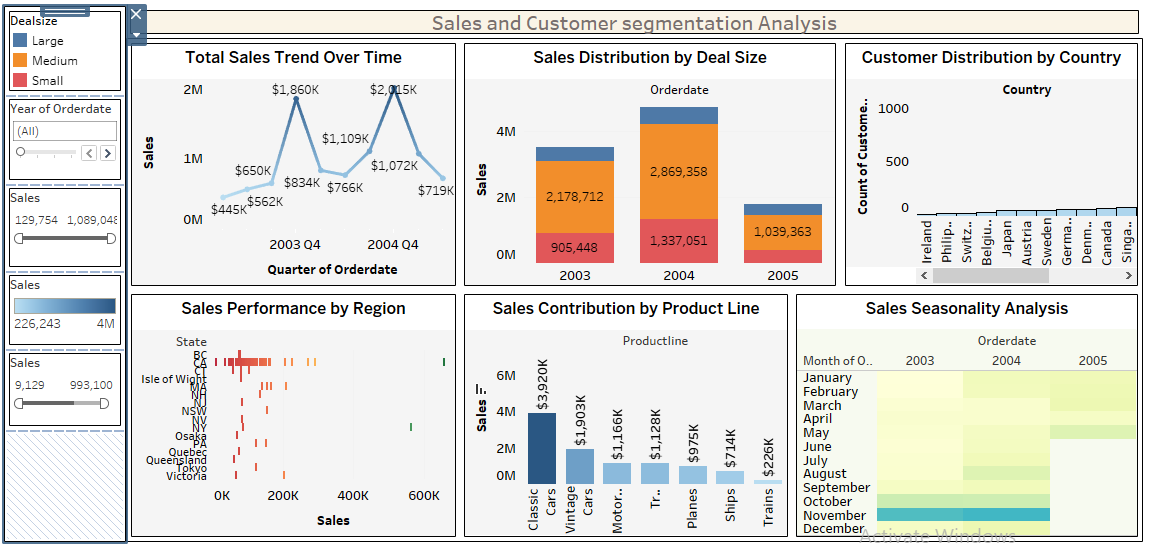 Sales and Customer segmentation Analysis
Dealsize
Large
Medium
Small
Year of Orderdate
(All)
Sales
129,754 1,089,048
Sales
226,243 4M
Sales
9,129 993,100
Total Sales Trend Over Time
Sales
2M
1M
0M
$445K
$650K
$562K
$1,860K
$834K
$766K
$1,109K
$2,015K
$1,072K
$719K
2003 Q4 2004 Q4
Quarter of Orderdate
Sales Distribution by Deal Size
Orderdate
Sales
4M
2M
0M
2,178,712
905,448
2,869,358
1,337,051
1,039,363
2003 2004 2005
Customer Distribution by Country
Country
Count of Custome..
1000
500
0
Ireland
Philip..
Switz..
Belgiu..
Japan
Austria
Sweden
Germa..
Denm..
Canada
Singa..
Sales Performance by Region
State
BC
CA
CT
Isle of Wight
MA
NH
NJ
NSW
NV
NY
Osaka
PA
Quebec
Queensland
Tokyo
Victoria
0K 200K 400K 600K
Sales
Sales Contribution by Product Line
Productline
Sales
6M
4M
2M
0M
$3,920K
$1,903K
$1,166K
$1,128K
$975K
$714K
$226K
Classic
Cars
Vintage
Cars
Motor..
Tr..
Planes
Ships
Trains
Sales Seasonality Analysis
Orderdate
Month of O.. 2003 2004 2005
January
February
March
April
May
June
July
August
September
October
November
December
Activate Windows